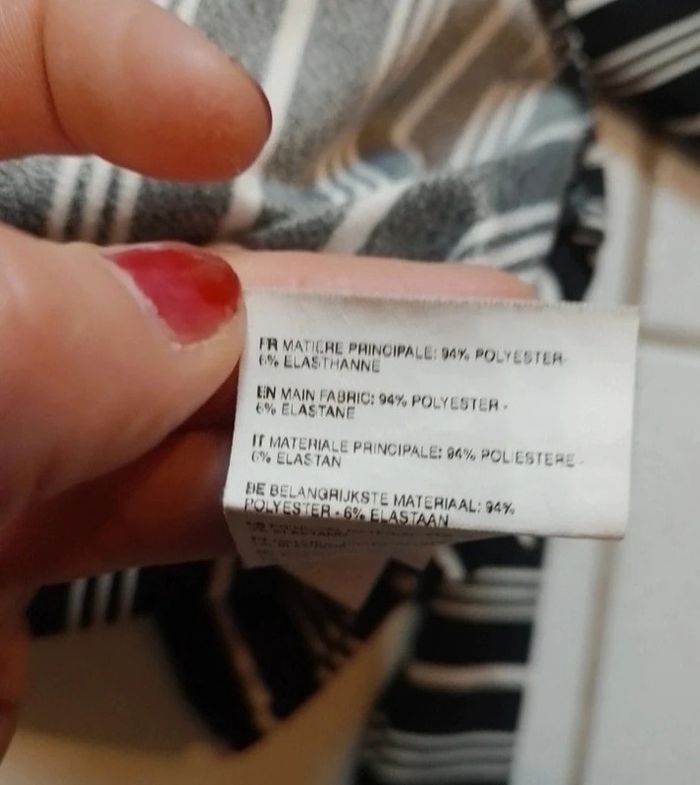 FR MATIERE PRINCIPALE: 94% POLYESTER-
6% ELASTHANNE
EN MAIN FABRIC: 94% POLYESTER -
6% ELASTANE
IT MATERIALE PRINCIPALE: 94% POLIESTERE -
6% ELASTAN
BE BELANGRIJKSTE MATERIAAL: 94%
POLYESTER - 6% ELASTAAN